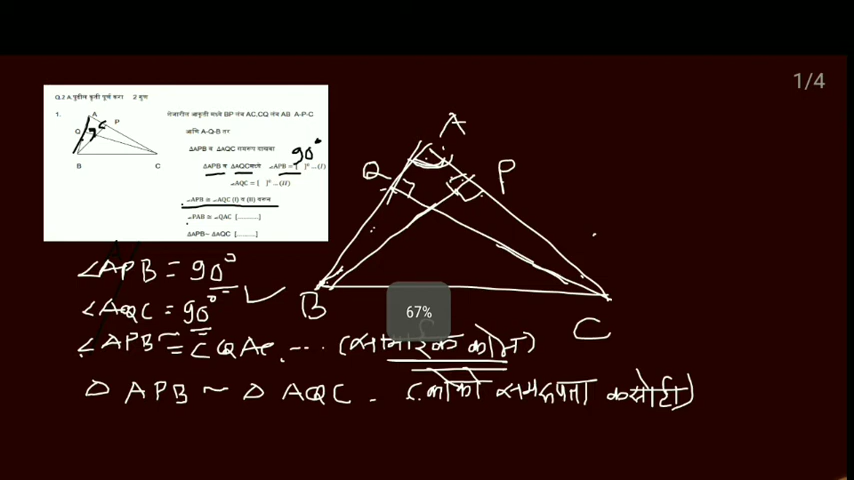 1/4
Q.2 A पुढील कृती पूर्ण करा 2 गुण
1. शेजारील आकृती मध्ये BP लंब AC,CQ लंब AB A-P-C
आणि A-Q-B तर
ΔAPB व ΔAQC समरूप दाखवा
ΔAPB व ΔAQCमध्ये ∠APB = [ ]° ...(I)
90°
∠AQC = [ ]° ...(II)
∠APB ≅ ∠AQC (I) व (II) वरून
∠PAB ≅ ∠QAC [............]
ΔAPB~ ΔAQC [............]
A
P
Q
B
C
A
Q
P
B
C
67%
∠APB = 90°
∠AQC = 90°
∠APB ≅ ∠QAC .... (सामाईक कोन)
Δ APB ~ Δ AQC . (कोको समरूपता कसोटी)